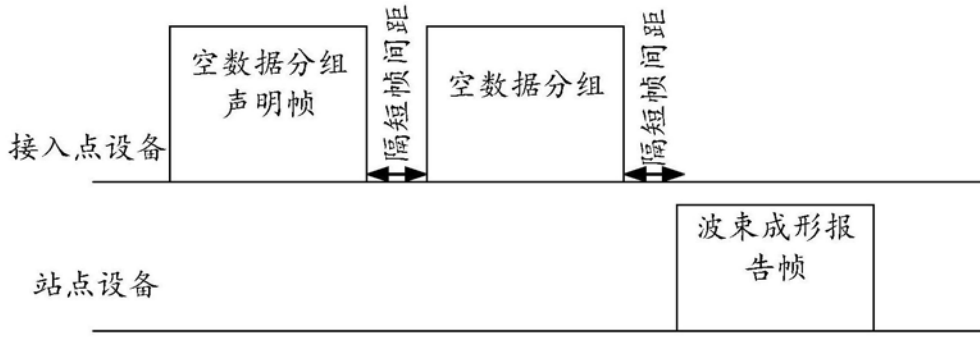 空数据分组
声明帧
隔短帧间距
空数据分组
隔短帧间距
接入点设备
波束成形报
告帧
站点设备